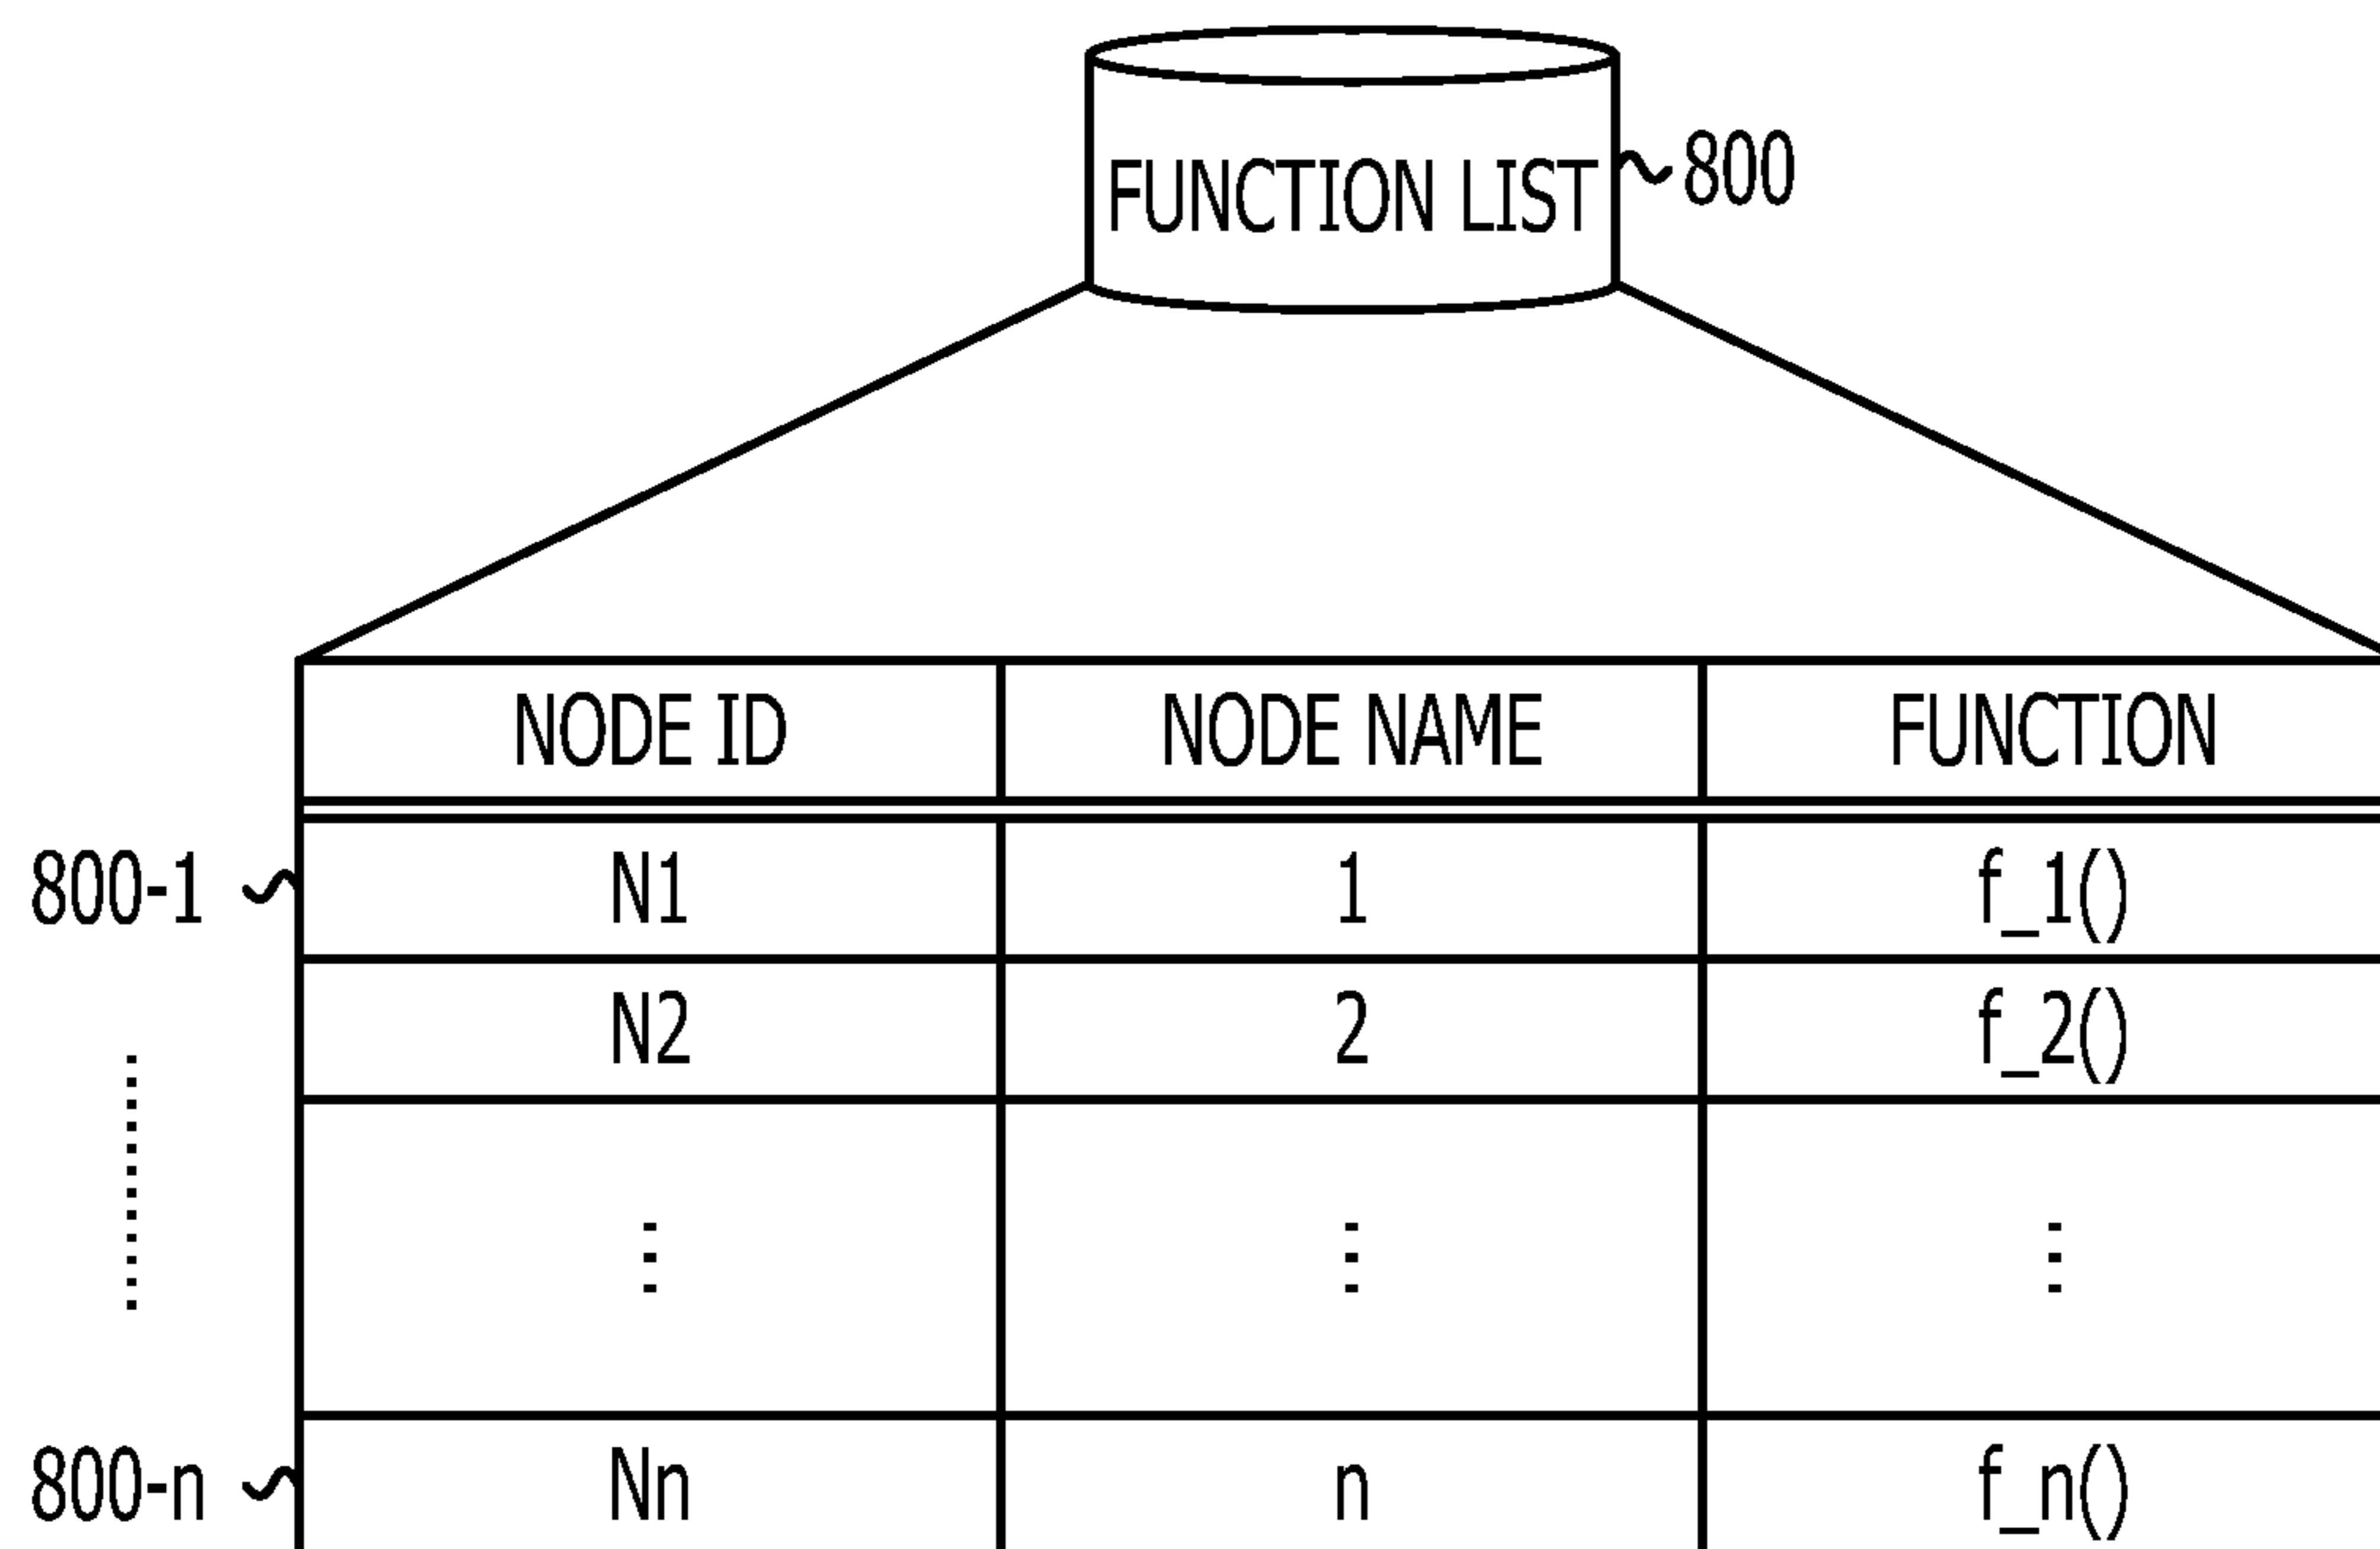 FUNCTION LIST 800
NODE ID NODE NAME FUNCTION
800-1 N1 1 f_1()
N2 2 f_2()
800-n Nn n f_n()